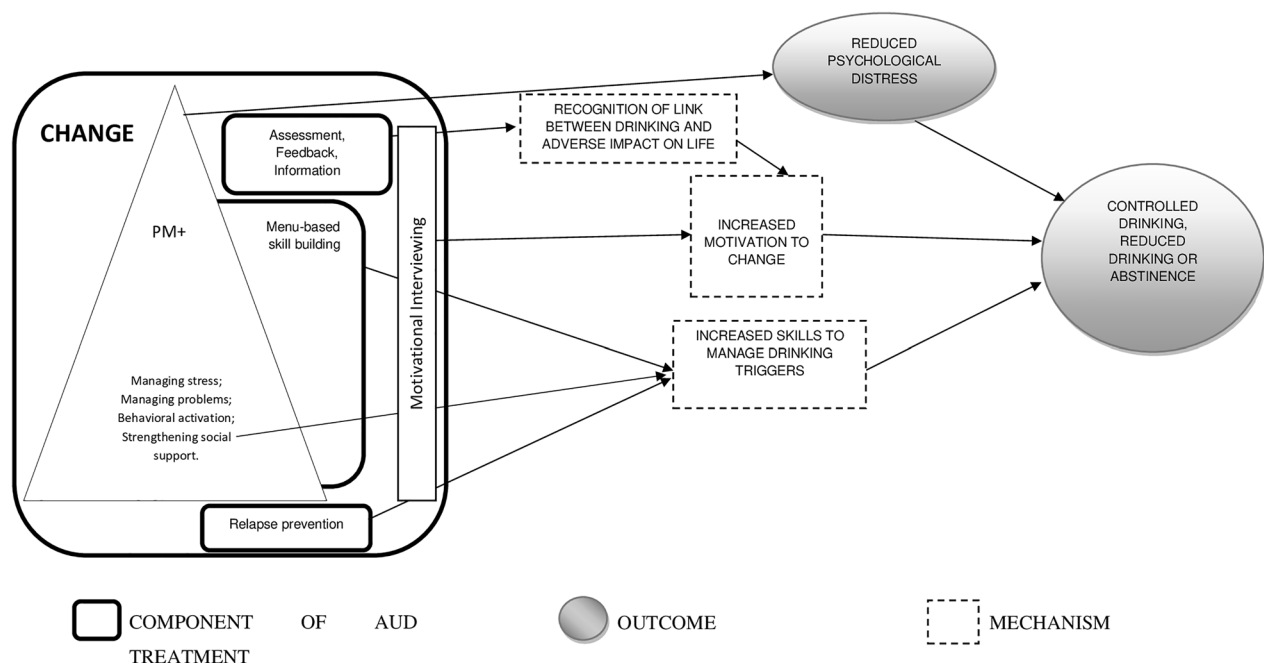 CHANGE
PM+
Assessment,
Feedback,
Information
Menu-based
skill building
Managing stress;
Managing problems;
Behavioral activation;
Strengthening social
support.
Relapse prevention
Motivational Interviewing
RECOGNITION OF LINK
BETWEEN DRINKING AND
ADVERSE IMPACT ON LIFE
INCREASED
MOTIVATION TO
CHANGE
INCREASED SKILLS TO
MANAGE DRINKING
TRIGGERS
REDUCED
PSYCHOLOGICAL
DISTRESS
CONTROLLED
DRINKING,
REDUCED
DRINKING OR
ABSTINENCE
COMPONENT OF AUD
TREATMENT
OUTCOME
MECHANISM